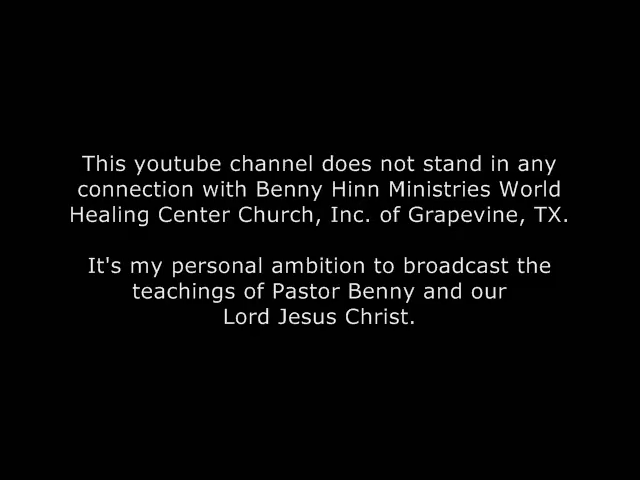 This youtube channel does not stand in any
connection with Benny Hinn Ministries World
Healing Center Church, Inc. of Grapevine, TX.
It's my personal ambition to broadcast the
teachings of Pastor Benny and our
Lord Jesus Christ.